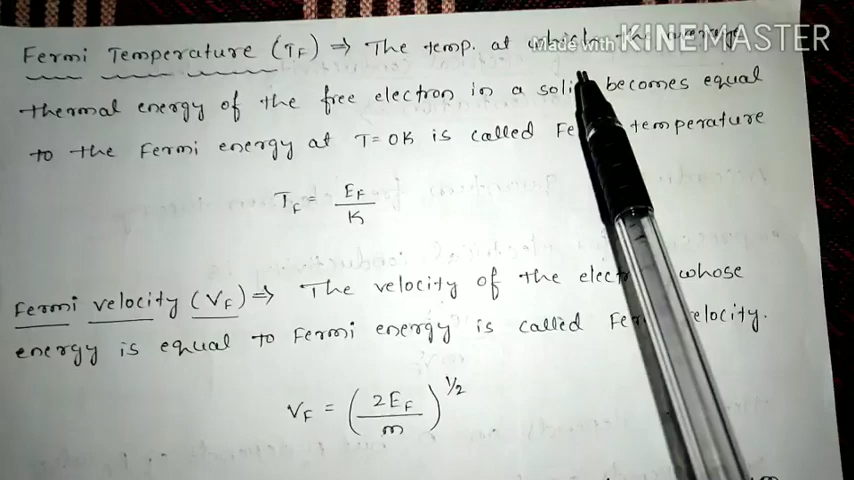 Fermi Temperature (TF) ⇒ The temp. at which the average
Made with KINEMASTER
thermal energy of the free electron in a soli becomes equal
to the Fermi energy at T=0K is called Fe temperature
TF = EF / K
Fermi velocity (VF) ⇒ The velocity of the elect whose
energy is equal to Fermi energy is called Fe elocity.
VF = (2EF / m)^1/2